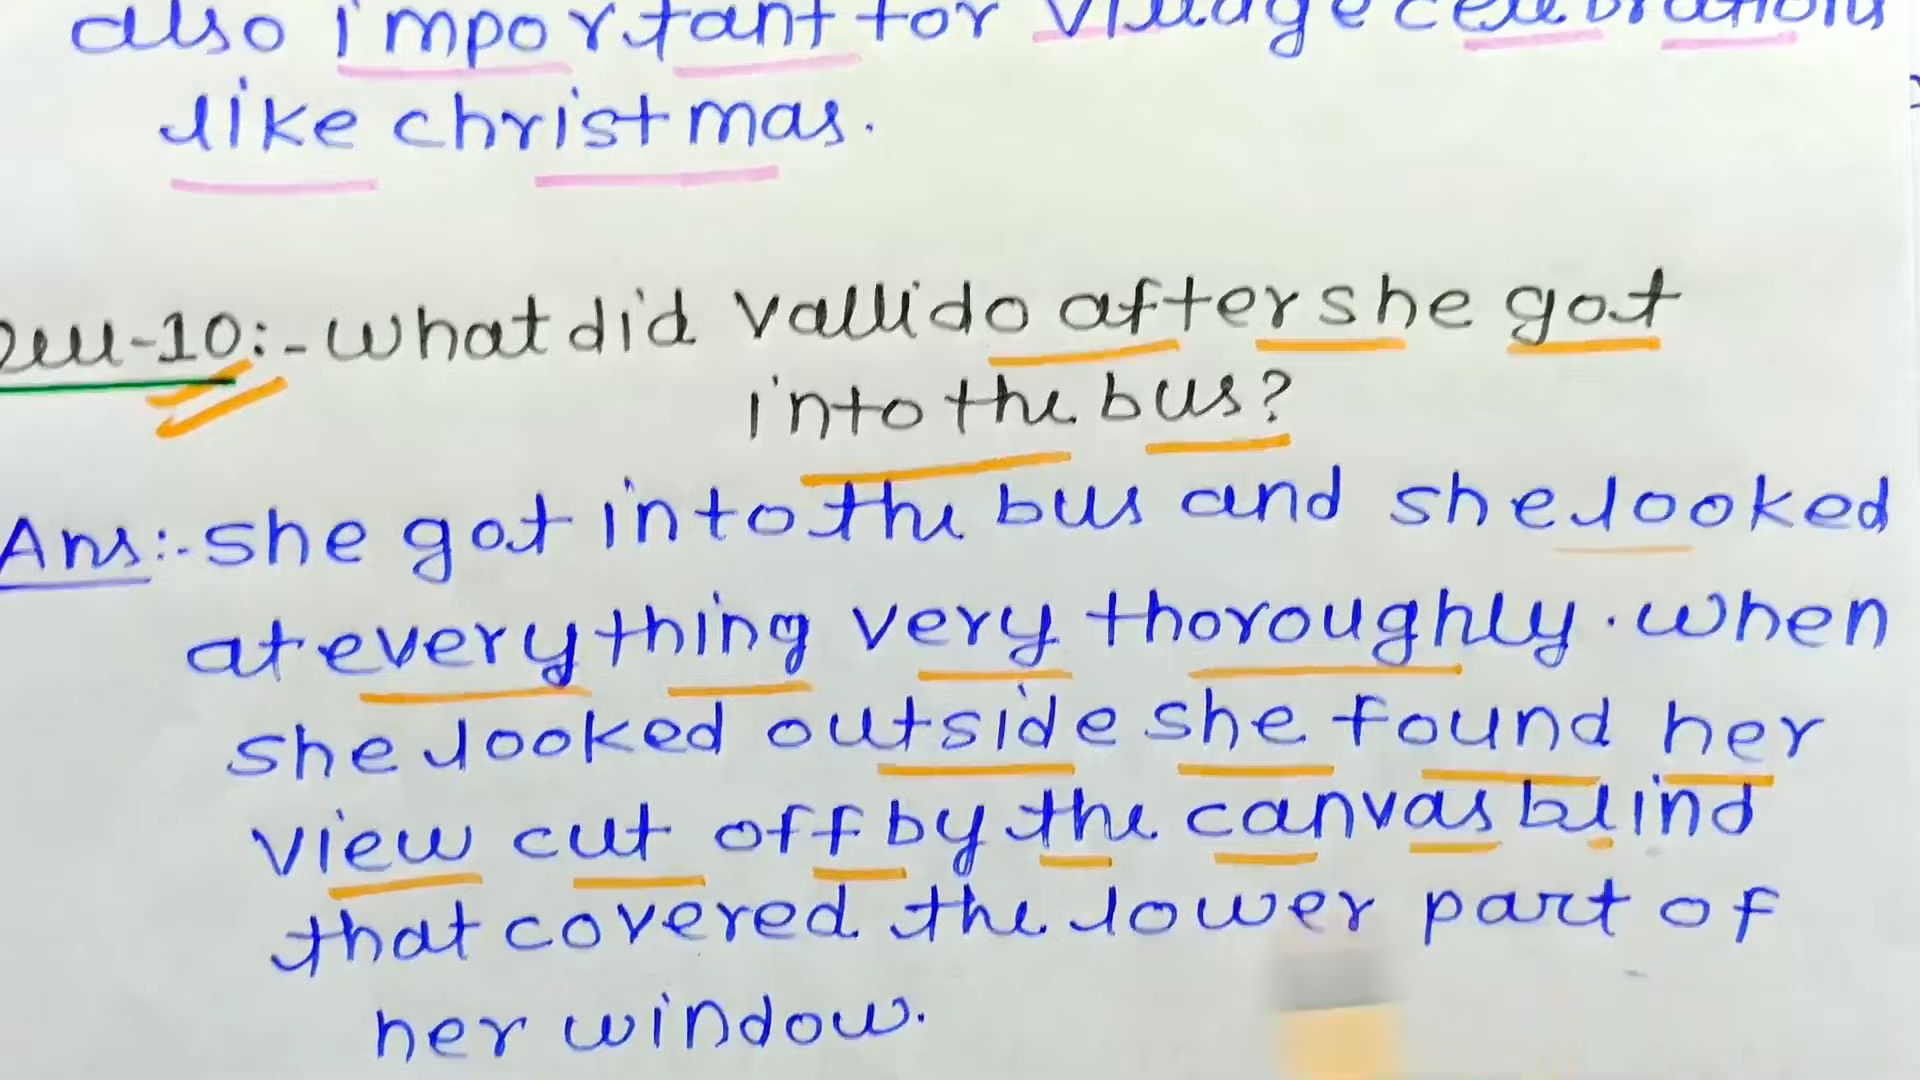 also important for village celebrations
like christmas.
Que-10:- What did Valli do after she got
into the bus?
Ans:- she got into the bus and she looked
at everything very thoroughly. When
she looked outside she found her
view cut off by the canvas blind
that covered the lower part of
her window.